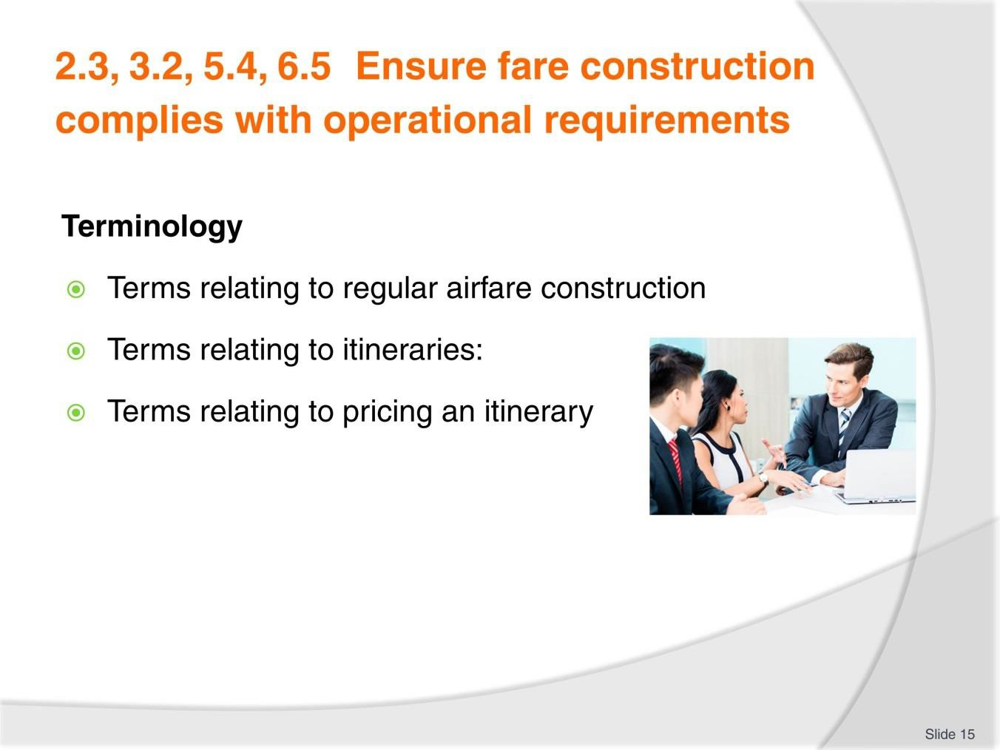 2.3, 3.2, 5.4, 6.5  Ensure fare construction
complies with operational requirements
Terminology
Terms relating to regular airfare construction
Terms relating to itineraries:
Terms relating to pricing an itinerary
Slide 15